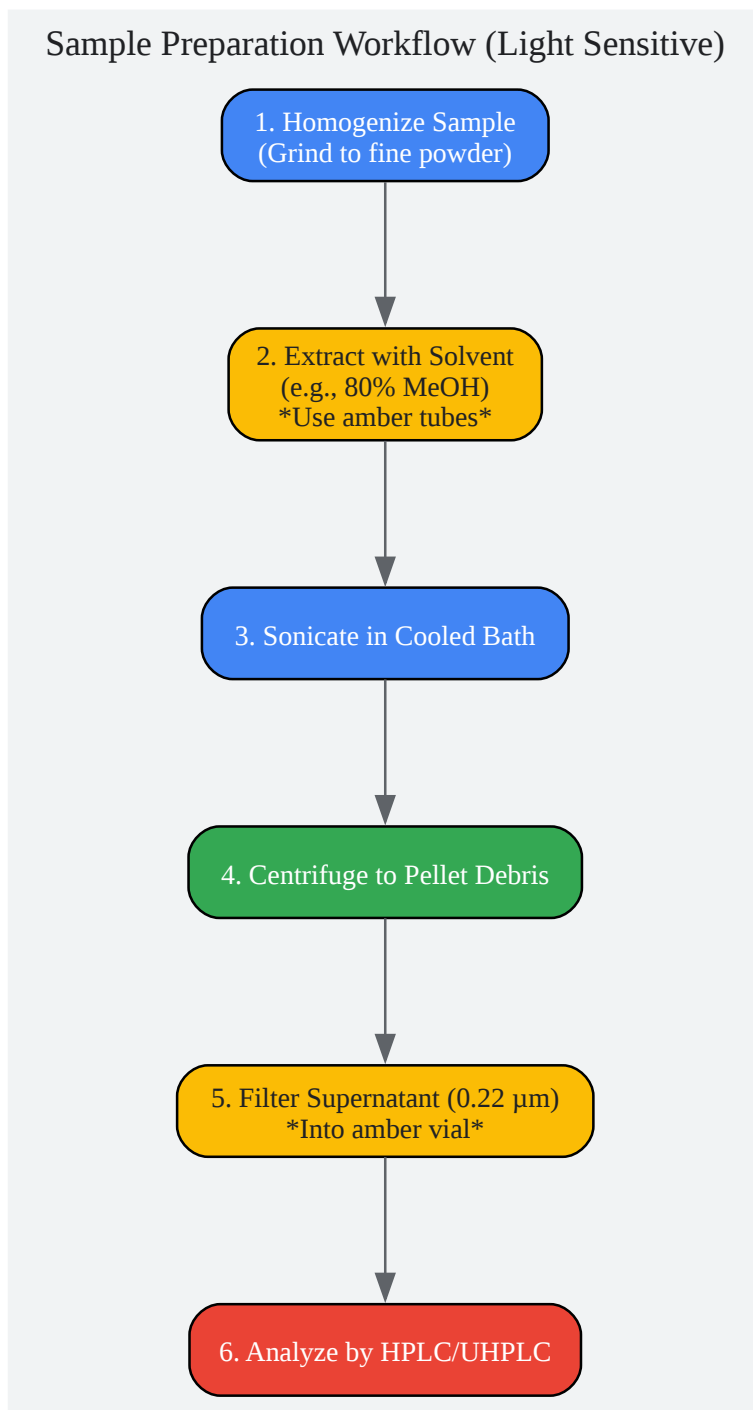 Sample Preparation Workflow (Light Sensitive)
1. Homogenize Sample
(Grind to fine powder)
2. Extract with Solvent
(e.g., 80% MeOH)
*Use amber tubes*
3. Sonicate in Cooled Bath
4. Centrifuge to Pellet Debris
5. Filter Supernatant (0.22 µm)
*Into amber vial*
6. Analyze by HPLC/UHPLC